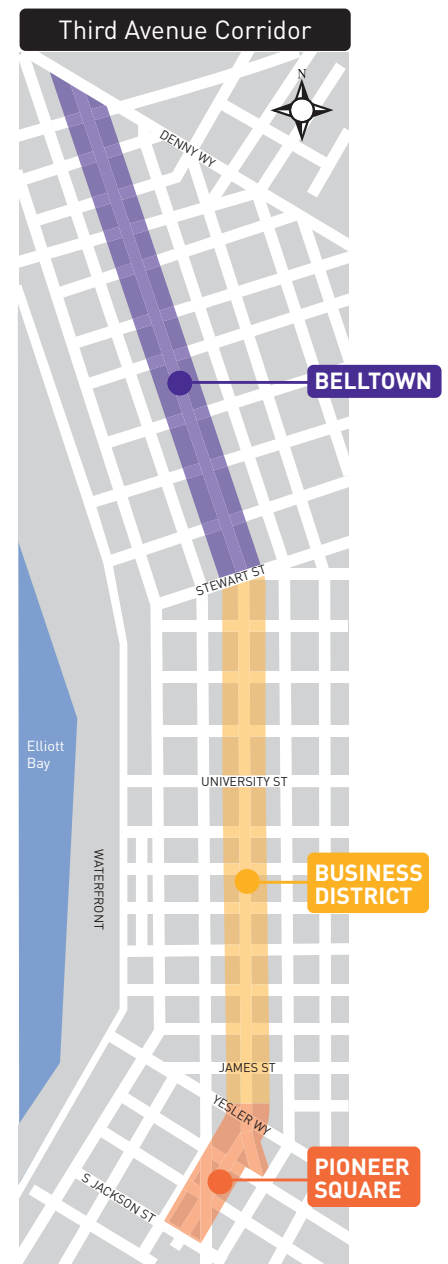 Third Avenue Corridor
N
DENNY WY
BELLTOWN
STEWART ST
Elliott
Bay
UNIVERSITY ST
WATERFRONT
BUSINESS
DISTRICT
JAMES ST
YESLER WY
PIONEER
SQUARE
S JACKSON ST